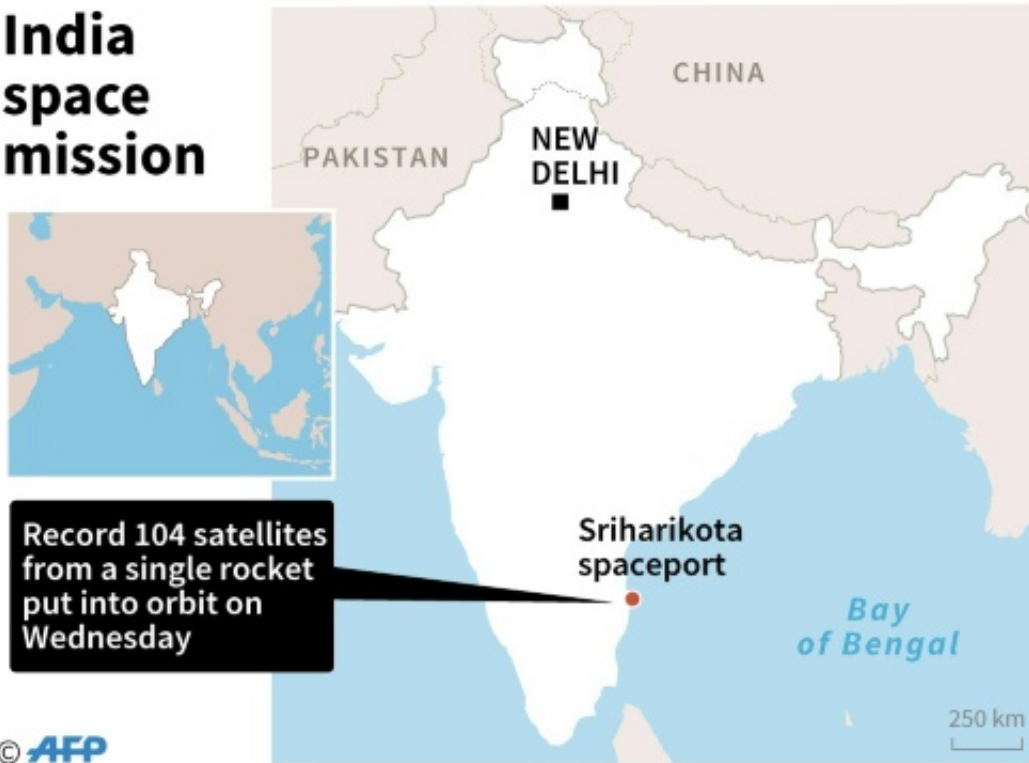 India
space
mission
PAKISTAN
CHINA
NEW
DELHI
Record 104 satellites
from a single rocket
put into orbit on
Wednesday
Sriharikota
spaceport
Bay
of Bengal
250 km
© AFP